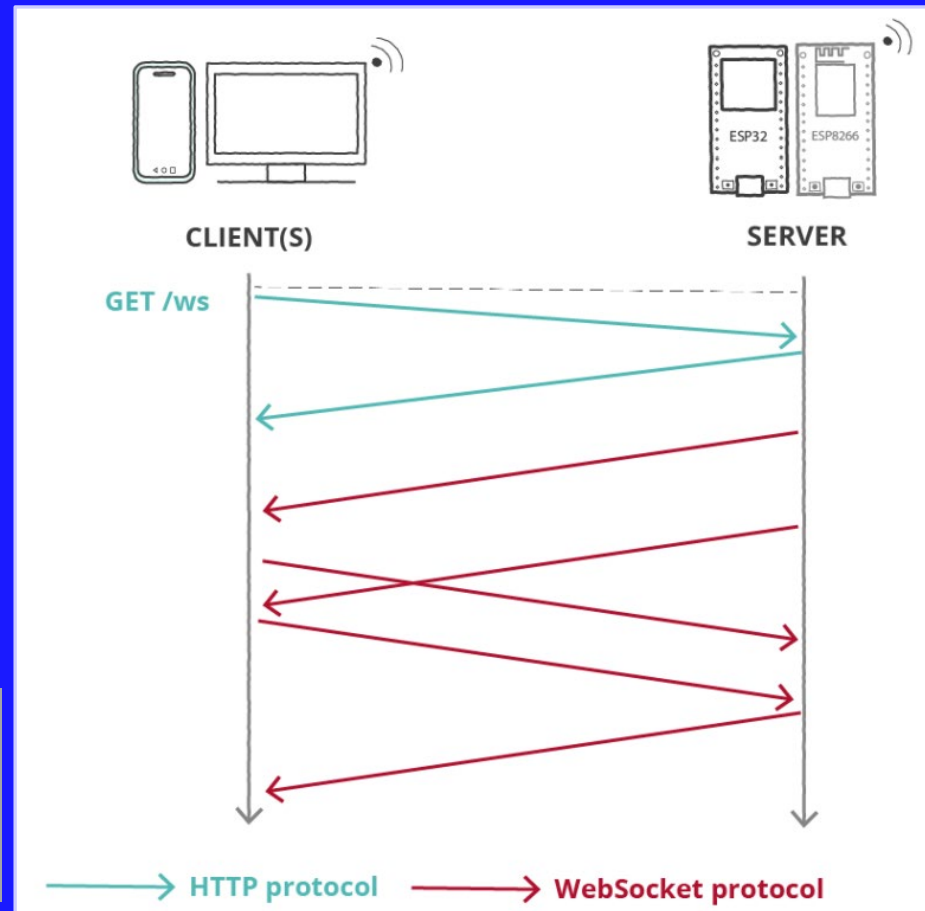 ESP32
ESP8266
CLIENT(S)
SERVER
GET /ws
HTTP protocol
WebSocket protocol